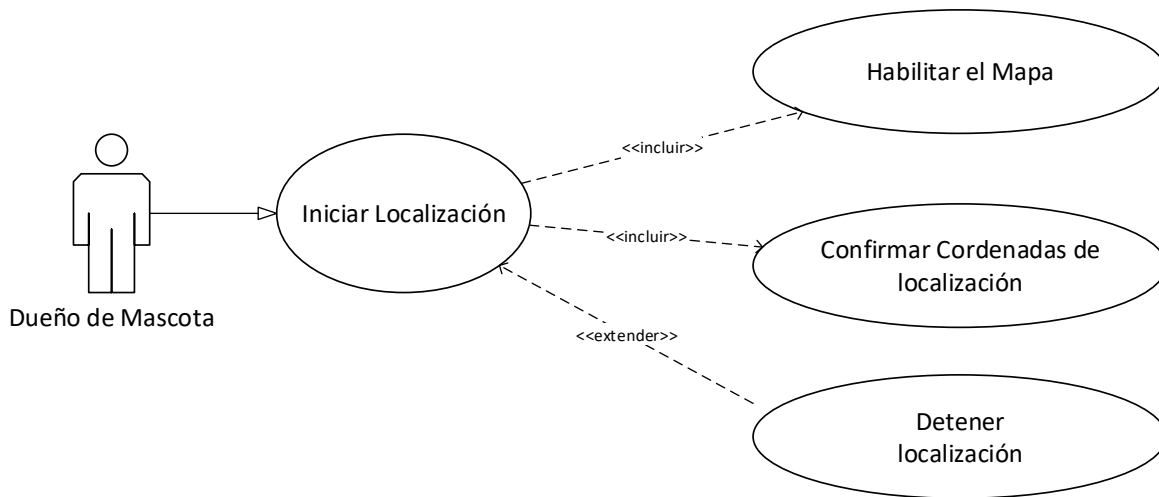 Habilitar el Mapa
<<incluir>>
Iniciar Localización
<<incluir>>
Confirmar Cordenadas de
localización
Dueño de Mascota
<<extender>>
Detener
localización